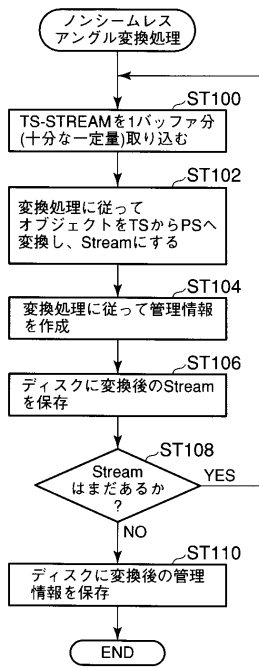 ノンシームレス
アングル変換処理
ST100
TS-STREAMを1バッファ分
(十分な一定量)取り込む
ST102
変換処理に従って
オブジェクトをTSからPSへ
変換し、Streamにする
ST104
変換処理に従って管理情報
を作成
ST106
ディスクに変換後のStream
を保存
ST108
Stream
はまだあるか
?
YES
NO
ST110
ディスクに変換後の管理
情報を保存
END